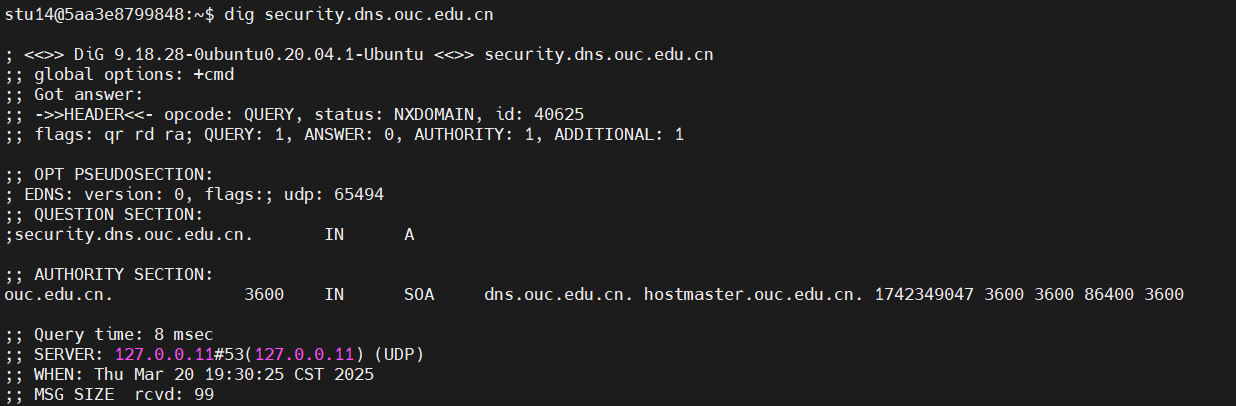 stu14@5aa3e8799848:~$ dig security.dns.ouc.edu.cn
; <<>> DiG 9.18.28-0ubuntu0.20.04.1-Ubuntu <<>> security.dns.ouc.edu.cn
;; global options: +cmd
;; Got answer:
;; ->>HEADER<<- opcode: QUERY, status: NXDOMAIN, id: 40625
;; flags: qr rd ra; QUERY: 1, ANSWER: 0, AUTHORITY: 1, ADDITIONAL: 1
;; OPT PSEUDOSECTION:
; EDNS: version: 0, flags:; udp: 65494
;; QUESTION SECTION:
;security.dns.ouc.edu.cn. IN A
;; AUTHORITY SECTION:
ouc.edu.cn. 3600 IN SOA dns.ouc.edu.cn. hostmaster.ouc.edu.cn. 1742349047 3600 3600 86400 3600
;; Query time: 8 msec
;; SERVER: 127.0.0.11#53(127.0.0.11) (UDP)
;; WHEN: Thu Mar 20 19:30:25 CST 2025
;; MSG SIZE rcvd: 99